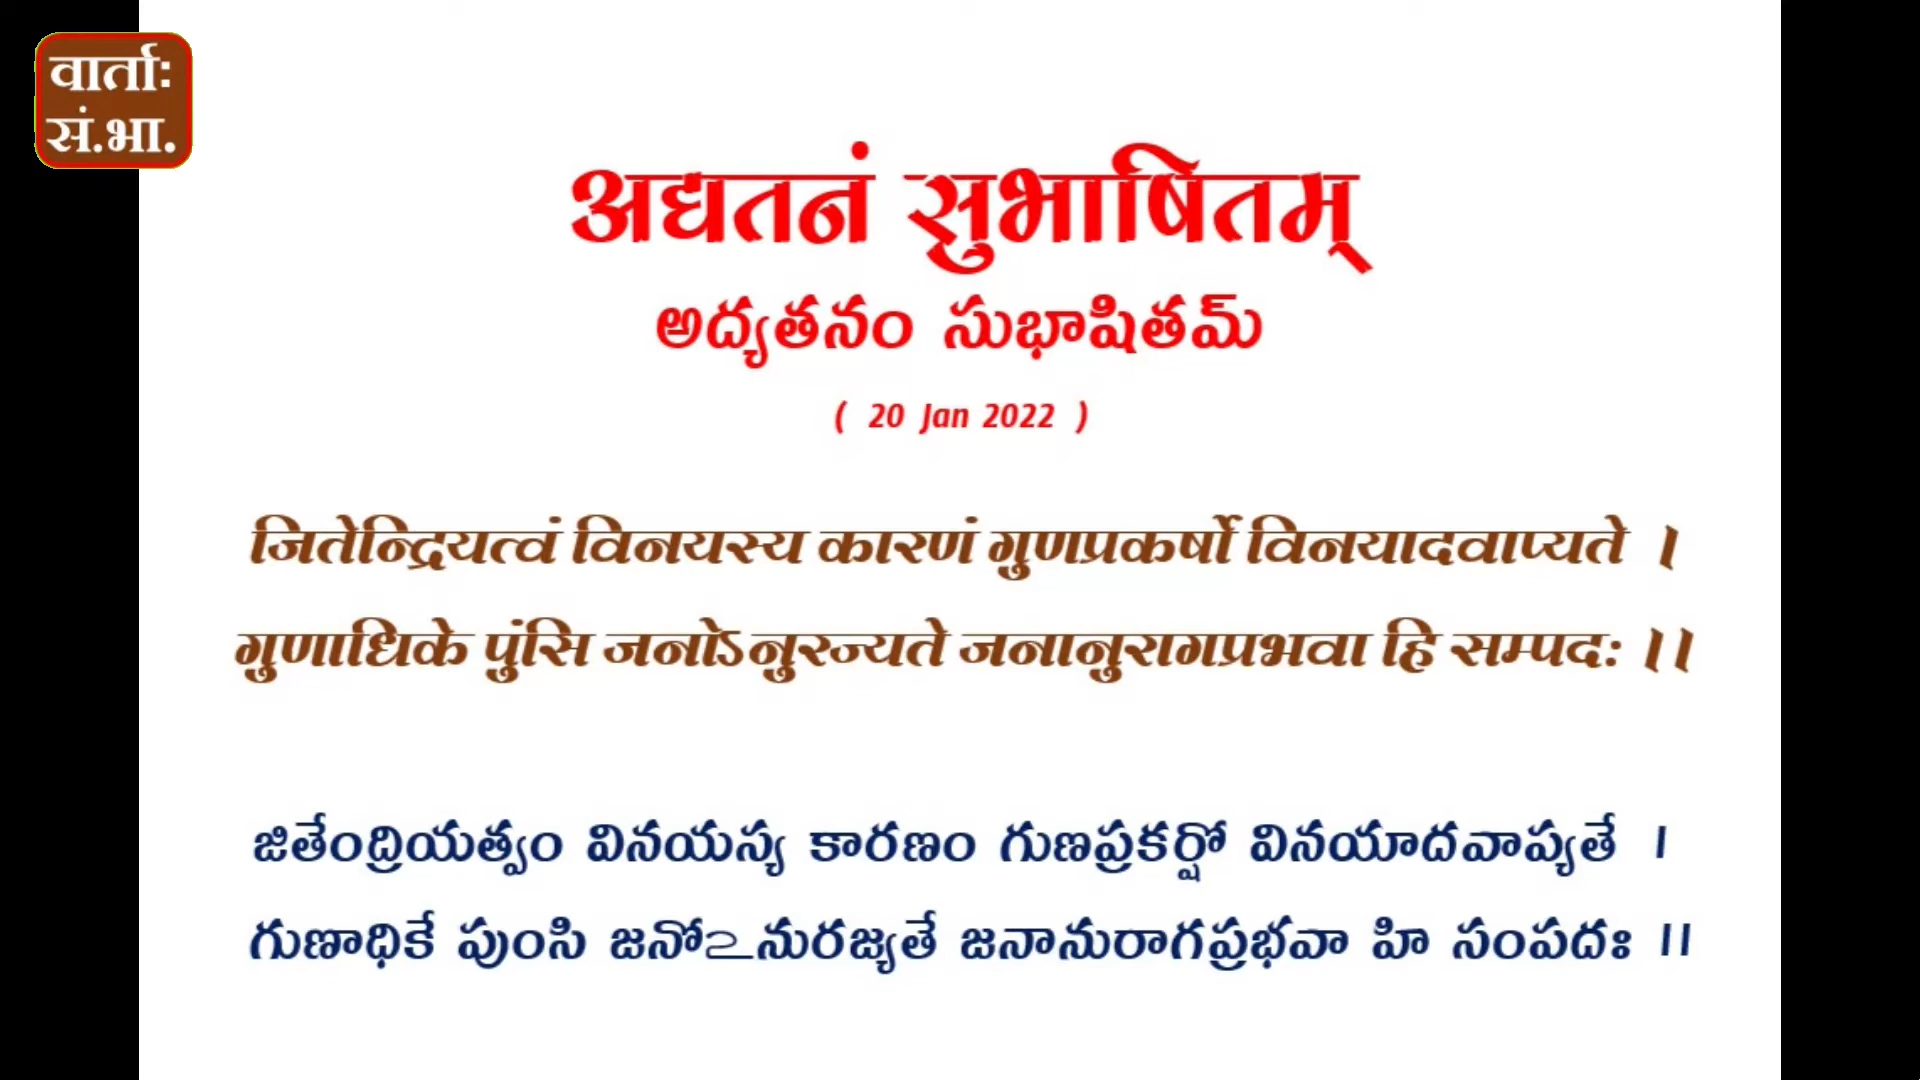 वार्ताः
सं.भा.
अद्यतनं सुभाषितम्
అద్యతనం సుభాషితమ్
( 20 Jan 2022 )
जितेन्द्रियत्वं विनयस्य कारणं गुणप्रकर्षो विनयादवाप्यते ।
गुणाधिके पुंसि जनोऽनुरज्यते जनानुरागप्रभवा हि सम्पदः ।।
జితేంద్రియత్వం వినయస్య కారణం గుణప్రకర్షో వినయాదవాప్యతే ।
గుణాధికే పుంసి జనోఽనురజ్యతే జనానురాగప్రభవా హి సంపదః ।।